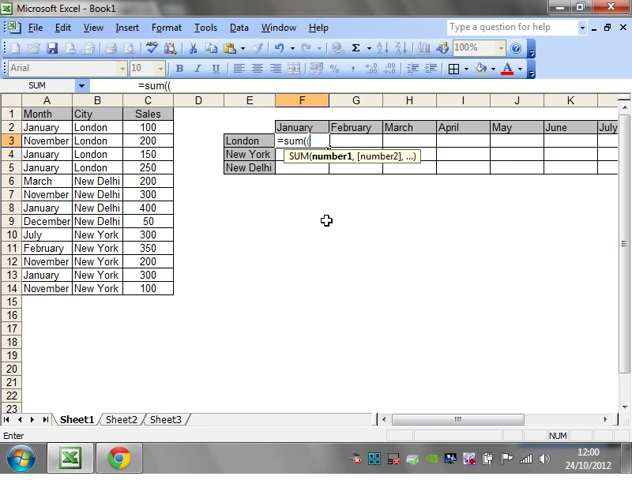 Microsoft Excel - Book1
File Edit View Insert Format Tools Data Window Help Type a question for help
Σ 100%
Arial 10 B I U
SUM =sum((
A B C D E F G H I J K
1 Month City Sales
2 January London 100 January February March April May June July
3 November London 200 London =sum((
4 January London 150 New York SUM(number1, [number2], ...)
5 January London 250 New Delhi
6 March New Delhi 200
7 November New Delhi 300
8 January New Delhi 400
9 December New Delhi 50
10 July New York 300
11 February New York 350
12 November New York 200
13 January New York 300
14 November New York 100
15
16
17
18
19
20
21
22
23
Sheet1 Sheet2 Sheet3
Enter NUM
12:00
24/10/2012